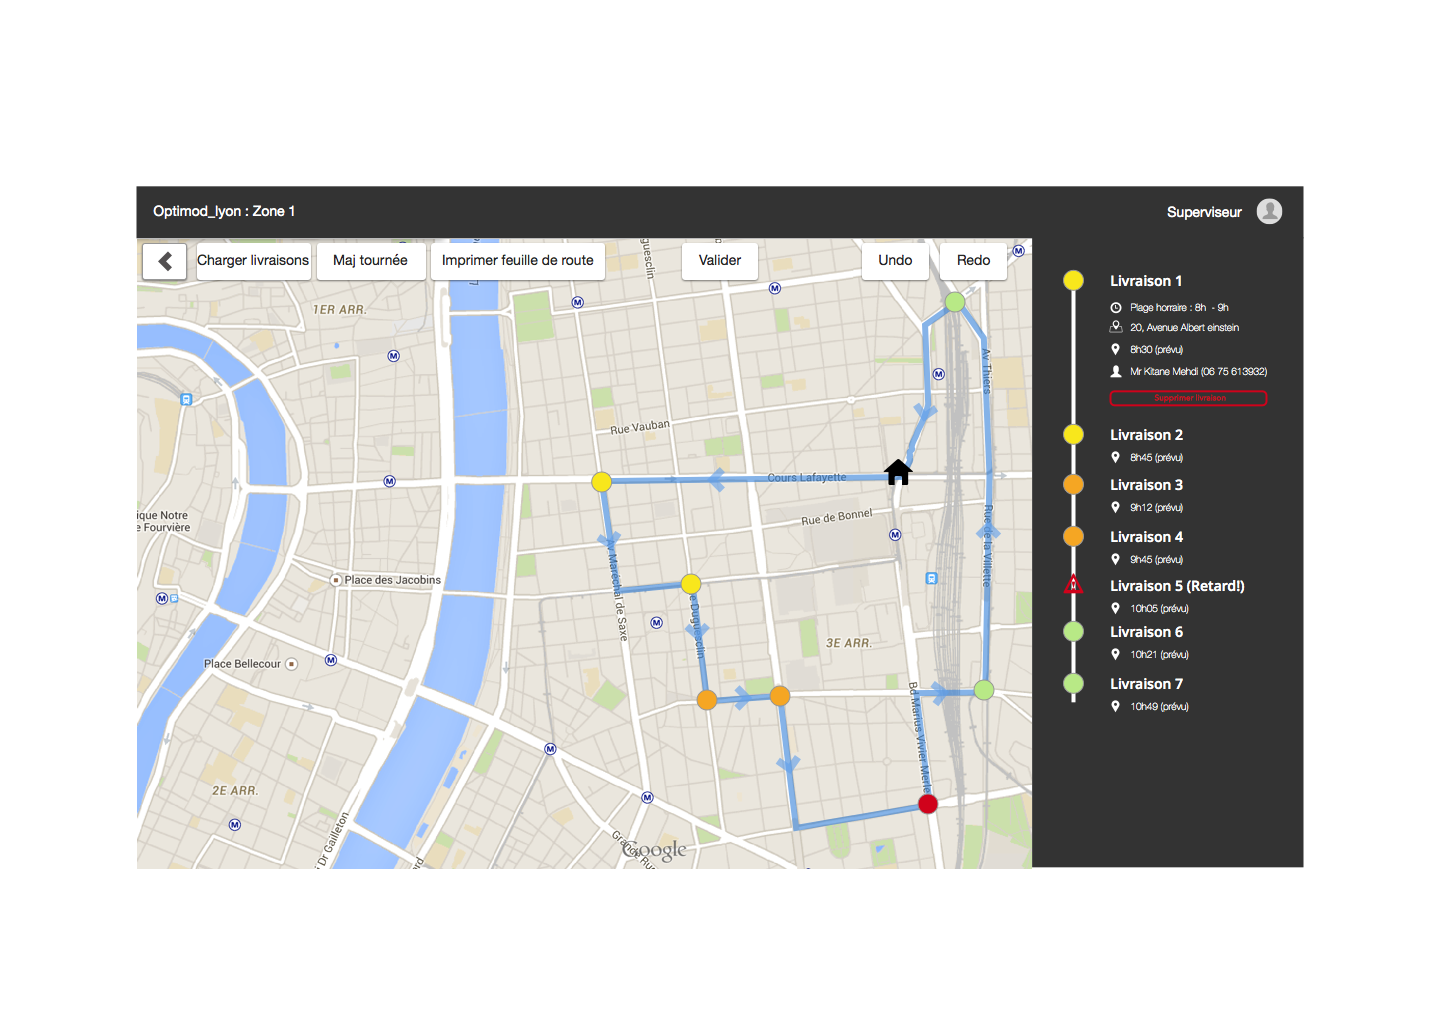 Optimod_lyon : Zone 1
Superviseur
Charger livraisons
Maj tournée
Imprimer feuille de route
Valider
Undo
Redo
uesclin
1ER ARR.
Av Thiers
Rue Vauban
Cours Lafayette
Rue de Bonnel
ique Notre
e Fourvière
Rue de la Villette
Place des Jacobins
Av Maréchal de Saxe
e Duguesclin
3E ARR.
Place Bellecour
Bd Marius Vivier Merle
2E ARR.
i Dr Gailleton
Grande Rue
Google
Livraison 1
Plage horraire : 8h - 9h
20, Avenue Albert einstein
8h30 (prévu)
Mr Kitane Mehdi (06 75 613932)
Supprimer livraison
Livraison 2
8h45 (prévu)
Livraison 3
9h12 (prévu)
Livraison 4
9h45 (prévu)
Livraison 5 (Retard!)
10h05 (prévu)
Livraison 6
10h21 (prévu)
Livraison 7
10h49 (prévu)